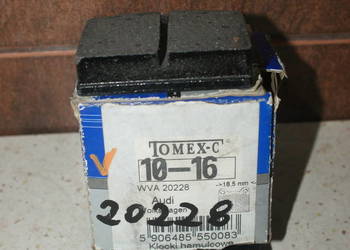 TOMEX-C
10-16
WVA 20228
->18.5 mm<-
Audi
Volkswagen
20228
5 906485 550083
Klocki hamulcowe